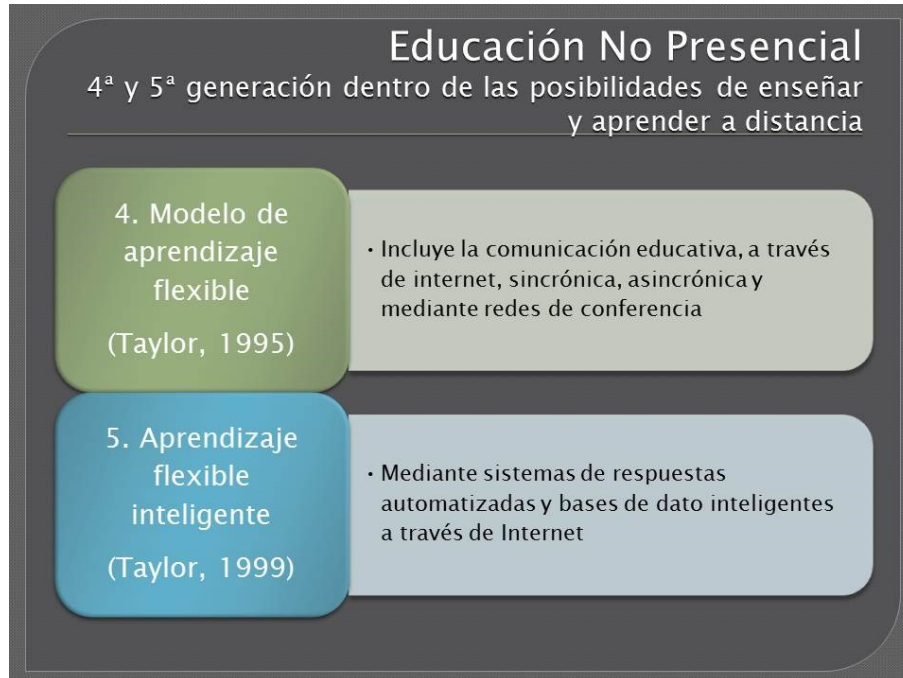 Educación No Presencial
4ª y 5ª generación dentro de las posibilidades de enseñar
y aprender a distancia
4. Modelo de
aprendizaje
flexible
(Taylor, 1995)
• Incluye la comunicación educativa, a través
de internet, sincrónica, asincrónica y
mediante redes de conferencia
5. Aprendizaje
flexible
inteligente
(Taylor, 1999)
• Mediante sistemas de respuestas
automatizadas y bases de dato inteligentes
a través de Internet